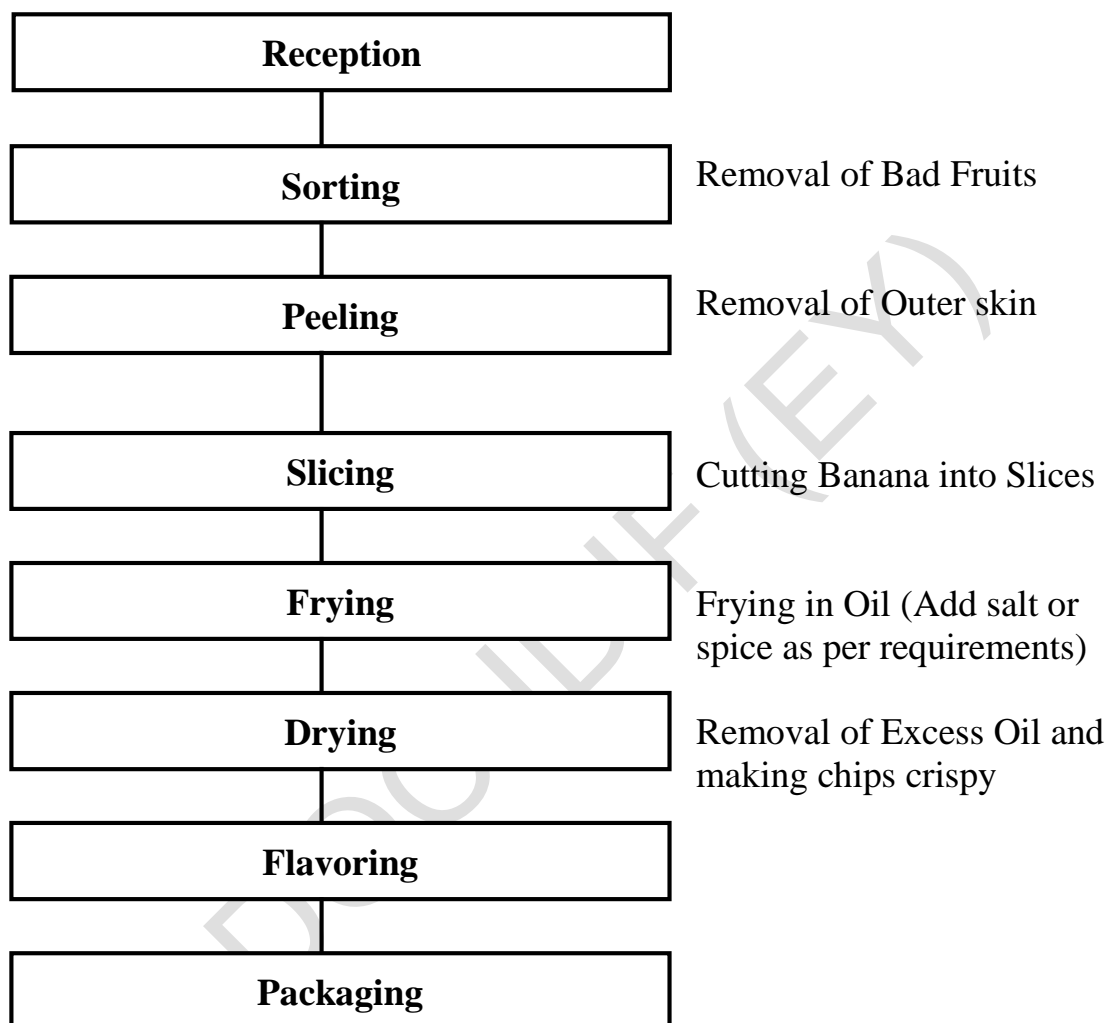 Reception
Sorting
Removal of Bad Fruits
Peeling
Removal of Outer skin
Slicing
Cutting Banana into Slices
Frying
Frying in Oil (Add salt or
spice as per requirements)
Drying
Removal of Excess Oil and
making chips crispy
Flavoring
Packaging